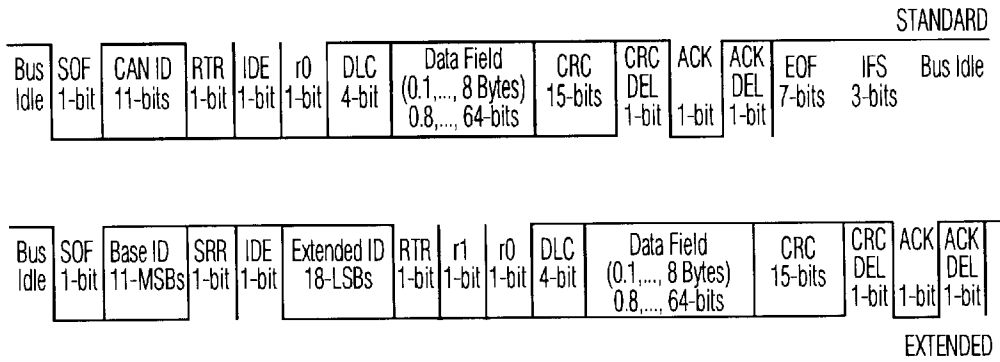 STANDARD
Bus Idle
SOF 1-bit
CAN ID 11-bits
RTR 1-bit
IDE 1-bit
r0 1-bit
DLC 4-bit
Data Field (0.1,..., 8 Bytes) 0.8,..., 64-bits
CRC 15-bits
CRC DEL 1-bit
ACK 1-bit
ACK DEL 1-bit
EOF 7-bits
IFS 3-bits
Bus Idle
Bus Idle
SOF 1-bit
Base ID 11-MSBs
SRR 1-bit
IDE 1-bit
Extended ID 18-LSBs
RTR 1-bit
r1 1-bit
r0 1-bit
DLC 4-bit
Data Field (0.1,..., 8 Bytes) 0.8,..., 64-bits
CRC 15-bits
CRC DEL 1-bit
ACK 1-bit
ACK DEL 1-bit
EXTENDED